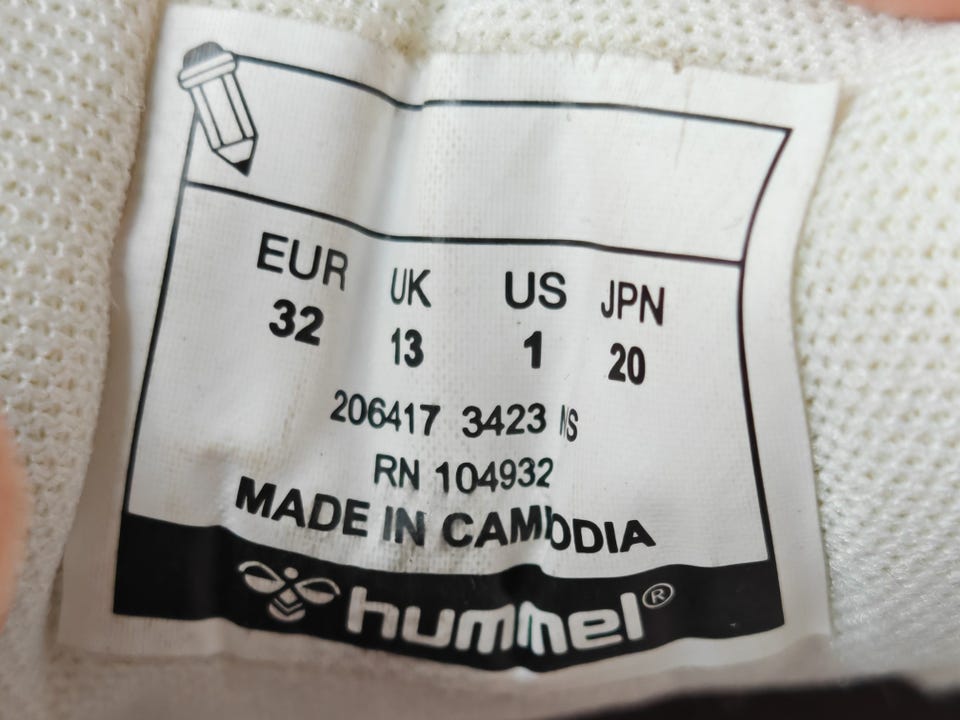 EUR UK US JPN
32 13 1 20
206417 3423
RN 104932
MADE IN CAMBODIA
hummel®